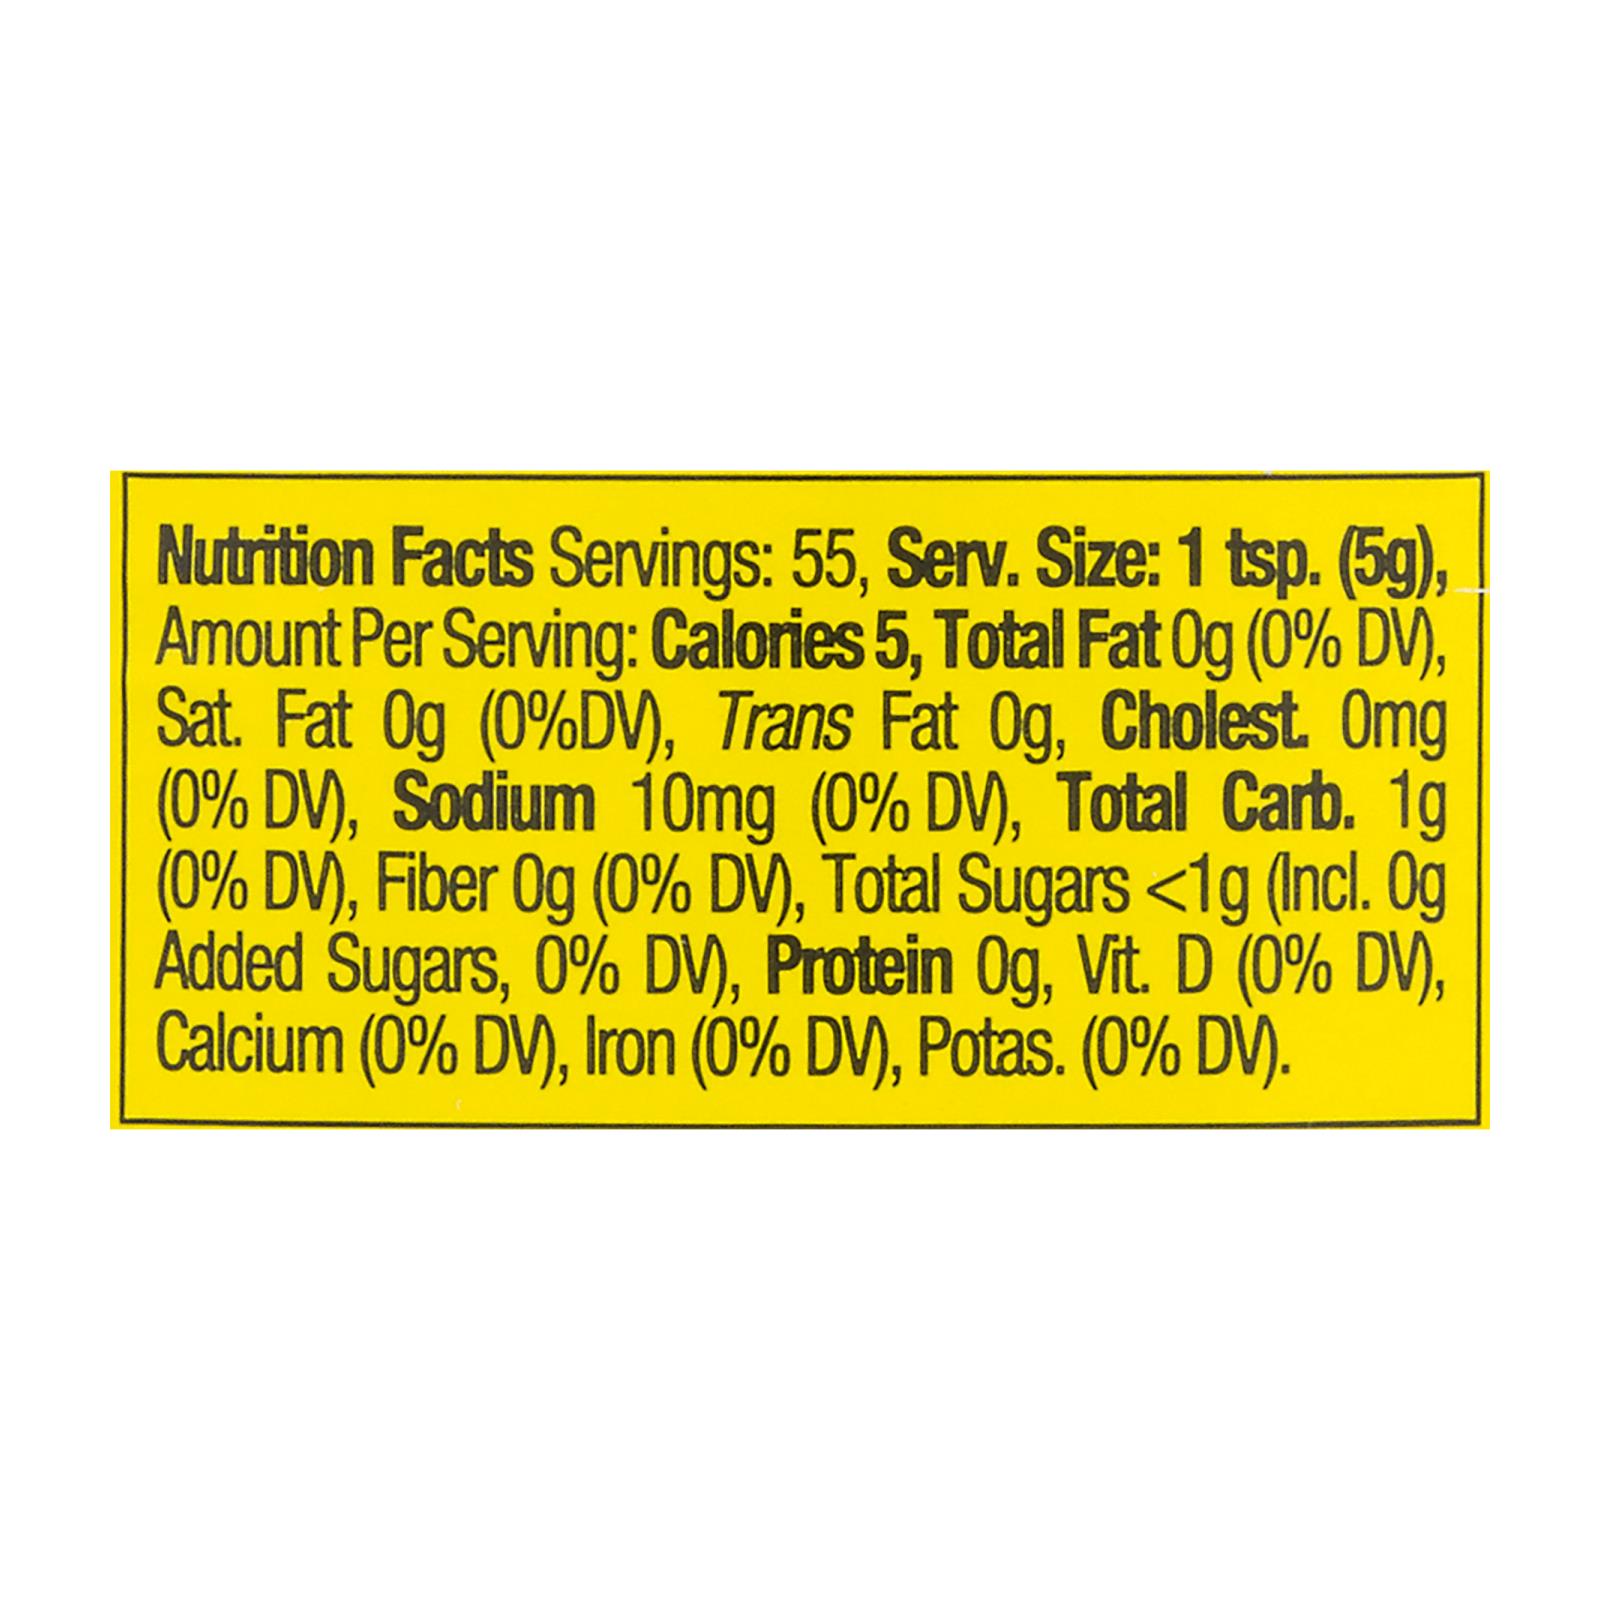 Nutrition Facts Servings: 55, Serv. Size: 1 tsp. (5g),
Amount Per Serving: Calories 5, Total Fat 0g (0% DV),
Sat. Fat 0g (0%DV), Trans Fat 0g, Cholest. 0mg
(0% DV), Sodium 10mg (0% DV), Total Carb. 1g
(0% DV), Fiber 0g (0% DV), Total Sugars <1g (Incl. 0g
Added Sugars, 0% DV), Protein 0g, Vit. D (0% DV),
Calcium (0% DV), Iron (0% DV), Potas. (0% DV).